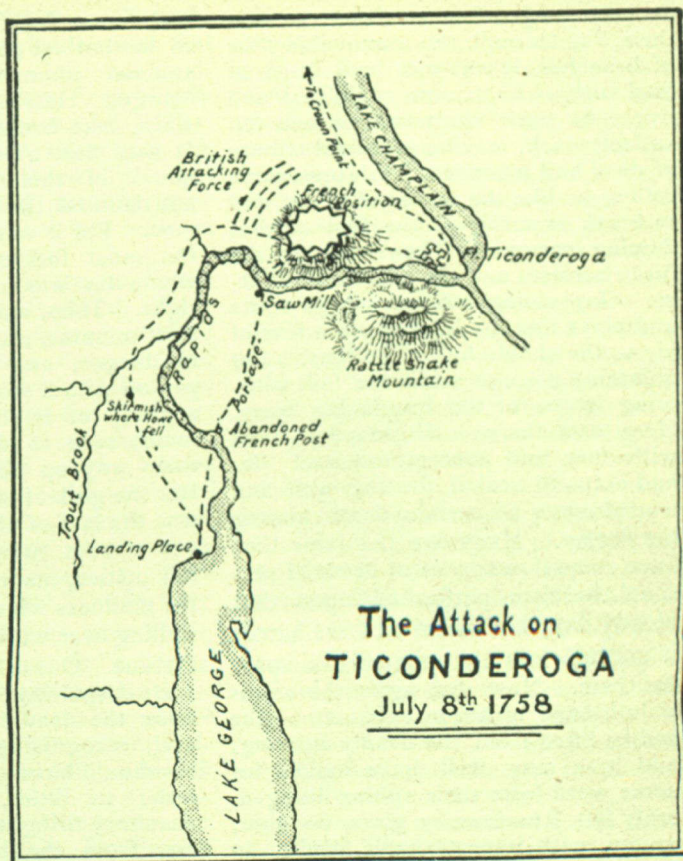 To Crown Point
LAKE CHAMPLAIN
British
Attacking
Force
French
Position
Ft. Ticonderoga
Saw Mill
RAPIDS
Portage
Rattle Snake
Mountain
Skirmish
where Howe
fell
Abandoned
French Post
Trout Brook
Landing Place
LAKE GEORGE
The Attack on
TICONDEROGA
July 8th 1758